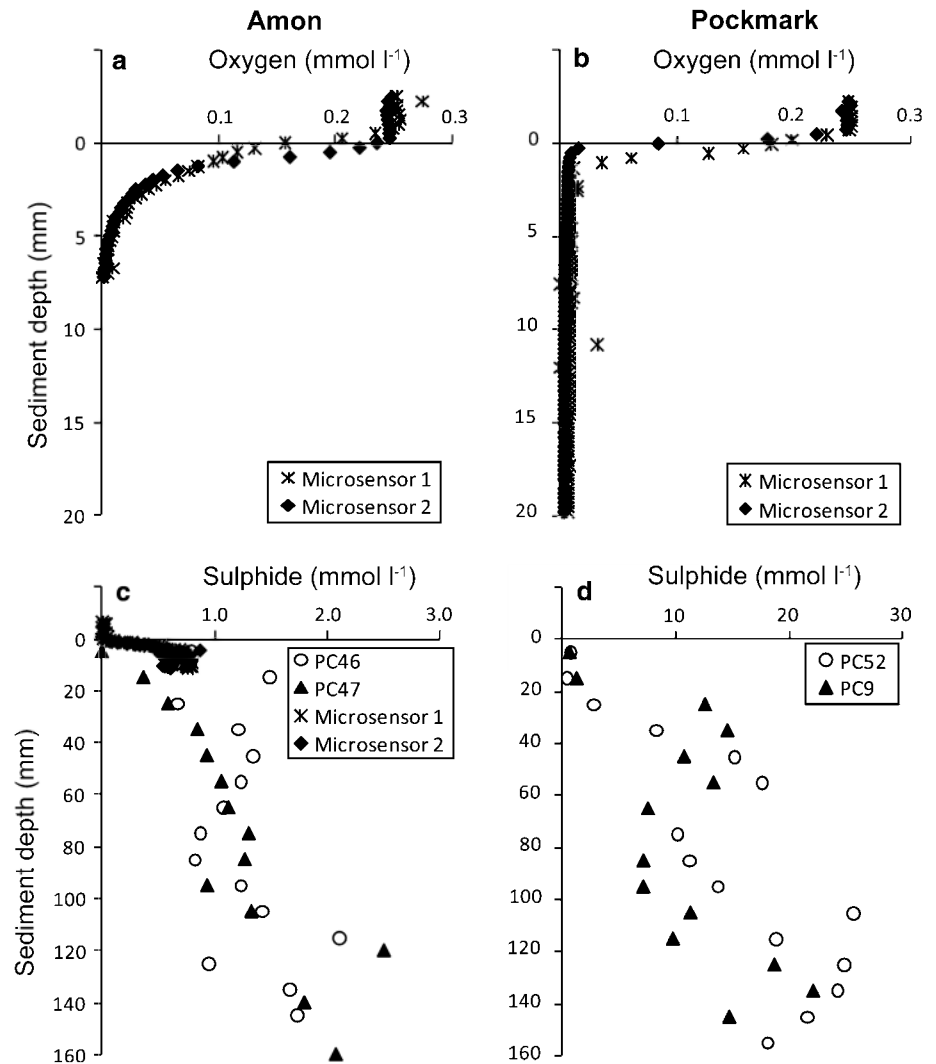 Amon
Pockmark
a
Oxygen (mmol l-1)
0.1
0.2
0.3
0
5
10
15
20
Sediment depth (mm)
Microsensor 1
Microsensor 2
b
Oxygen (mmol l-1)
0.1
0.2
0.3
0
5
10
15
20
Microsensor 1
Microsensor 2
c
Sulphide (mmol l-1)
1.0
2.0
3.0
0
20
40
60
80
100
120
140
160
Sediment depth (mm)
PC46
PC47
Microsensor 1
Microsensor 2
d
Sulphide (mmol l-1)
10
20
30
0
20
40
60
80
100
120
140
160
PC52
PC9